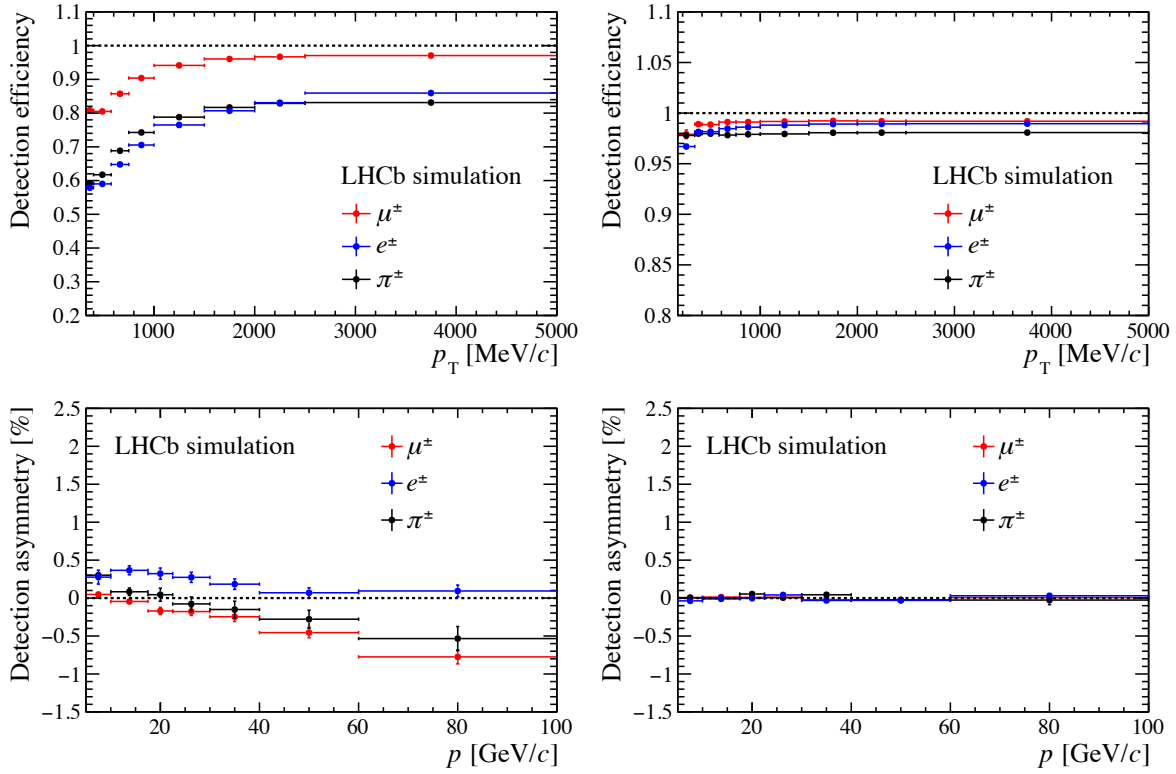 Detection efficiency
1.1
1
0.9
0.8
0.7
0.6
0.5
0.4
0.3
0.2
LHCb simulation
μ±
e±
π±
1000 2000 3000 4000 5000
p_T [MeV/c]
Detection efficiency
1.1
1.05
1
0.95
0.9
0.85
0.8
LHCb simulation
μ±
e±
π±
1000 2000 3000 4000 5000
p_T [MeV/c]
Detection asymmetry [%]
2.5
2
1.5
1
0.5
0
−0.5
−1
−1.5
LHCb simulation
μ±
e±
π±
20 40 60 80 100
p [GeV/c]
Detection asymmetry [%]
2.5
2
1.5
1
0.5
0
−0.5
−1
−1.5
LHCb simulation
μ±
e±
π±
20 40 60 80 100
p [GeV/c]